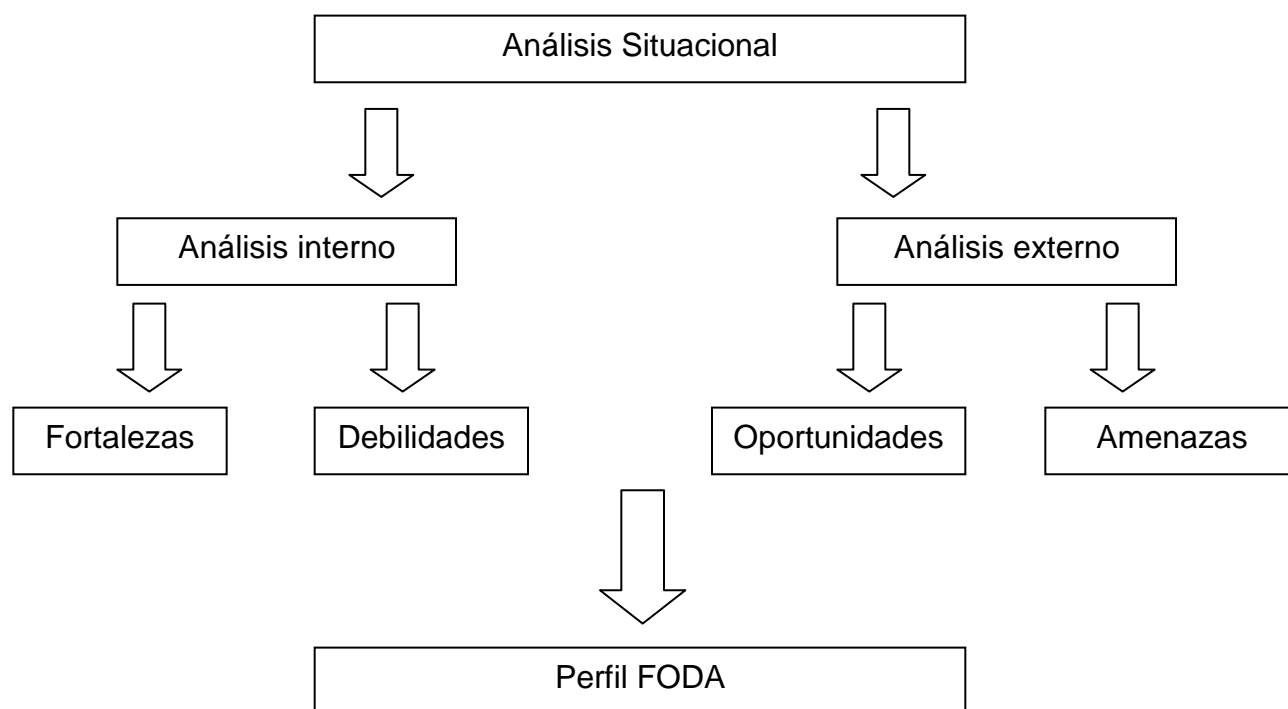 Análisis Situacional
Análisis interno
Análisis externo
Fortalezas
Debilidades
Oportunidades
Amenazas
Perfil FODA